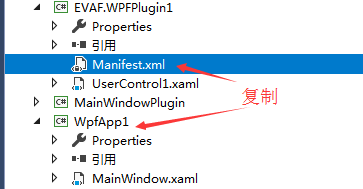 EVAF.WPFPlugin1
Properties
引用
Manifest.xml
UserControl1.xaml
复制
MainWindowPlugin
WpfApp1
Properties
引用
MainWindow.xaml